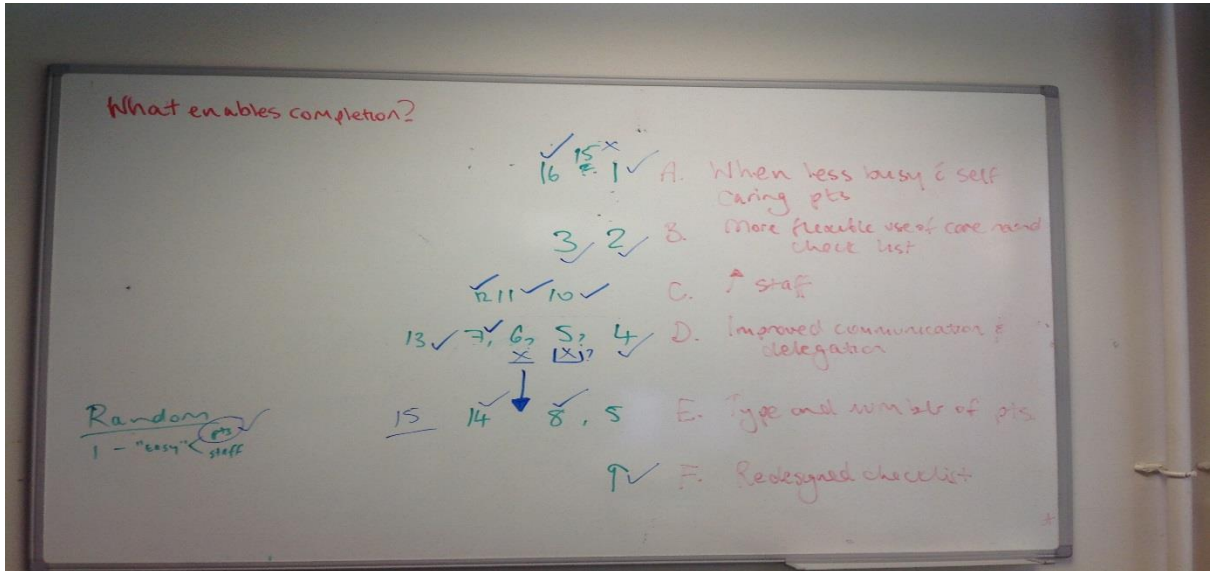 What enables completion?
✓ 15 x
16 1 ✓ A. When less busy & self
caring pts
3 ✓ 2 ✓ B. More flexible use of care round
check list
✓ 12 11 ✓ 10 ✓ C. ↑ staff
13 ✓ 7, ✓ 6, 5, 4 ✓ D. Improved communication &
x [x]? delegation
Random 15 14 ✓ 8 ✓, 5 E. Type and number of pts.
1 - "easy" < pts ✓
staff
9 ✓ F. Redesigned checklist